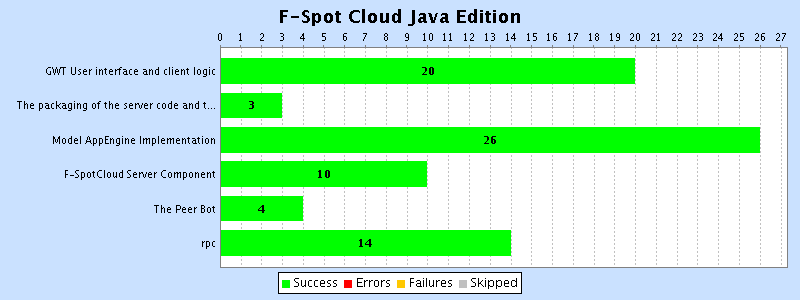 F-Spot Cloud Java Edition
0 1 2 3 4 5 6 7 8 9 10 11 12 13 14 15 16 17 18 19 20 21 22 23 24 25 26 27
GWT User interface and client logic 20
The packaging of the server code and t... 3
Model AppEngine Implementation 26
F-SpotCloud Server Component 10
The Peer Bot 4
rpc 14
Success Errors Failures Skipped